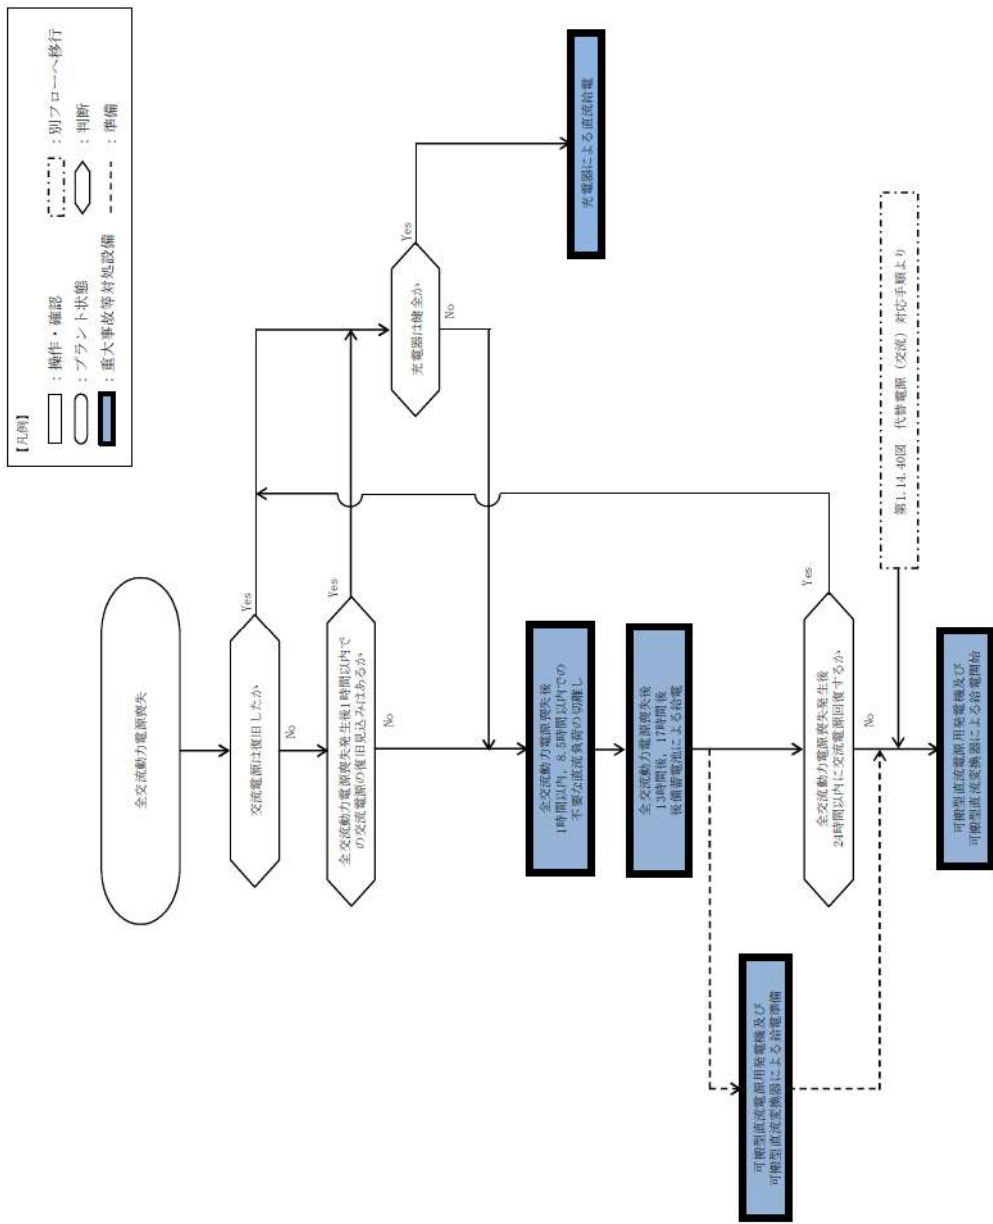 【凡例】
：操作・確認
：プラント状態
：重大事故等対処設備
：別フローへ移行
：判断
：準備
全交流動力電源喪失
交流電源は復旧したか
Yes
No
全交流動力電源喪失発生後1時間以内で
の交流電源の復旧見込みはあるか
Yes
No
充電器は健全か
Yes
No
充電器による直流給電
全交流動力電源喪失後
1時間以内，8.5時間以内での
不要な直流負荷の切離し
全交流動力電源喪失後
13時間後，17時間後
後備蓄電池による給電
可搬型直流電源用発電機及び
可搬型直流変換器による給電準備
全交流動力電源喪失発生後
24時間以内に交流電源回復するか
Yes
No
第1.14.40図　代替電源（交流）対応手順より
可搬型直流電源用発電機及び
可搬型直流変換器による給電開始